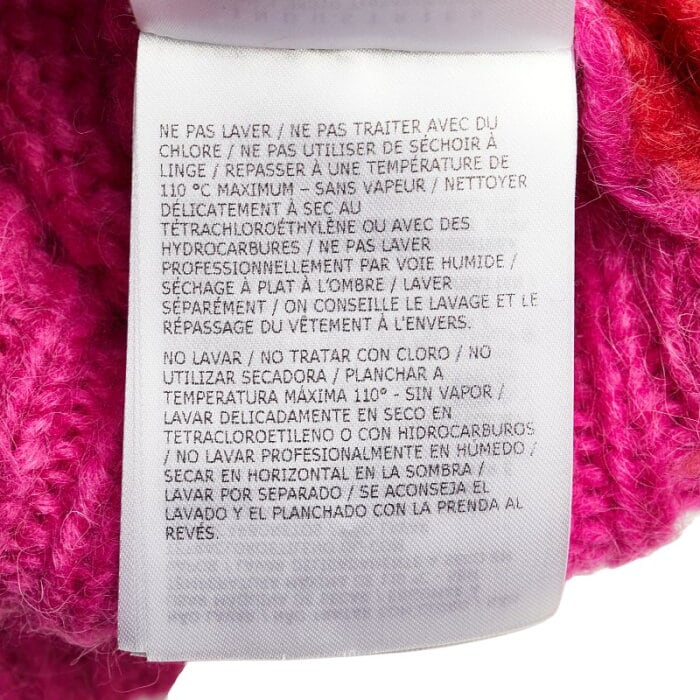 NE PAS LAVER / NE PAS TRAITER AVEC DU
CHLORE / NE PAS UTILISER DE SÉCHOIR À
LINGE / REPASSER À UNE TEMPÉRATURE DE
110 °C MAXIMUM – SANS VAPEUR / NETTOYER
DÉLICATEMENT À SEC AU
TÉTRACHLOROÉTHYLÈNE OU AVEC DES
HYDROCARBURES / NE PAS LAVER
PROFESSIONNELLEMENT PAR VOIE HUMIDE /
SÉCHAGE À PLAT À L'OMBRE / LAVER
SÉPARÉMENT / ON CONSEILLE LE LAVAGE ET LE
RÉPASSAGE DU VÊTEMENT À L'ENVERS.
NO LAVAR / NO TRATAR CON CLORO / NO
UTILIZAR SECADORA / PLANCHAR A
TEMPERATURA MÁXIMA 110° - SIN VAPOR /
LAVAR DELICADAMENTE EN SECO EN
TETRACLOROETILENO O CON HIDROCARBUROS
/ NO LAVAR PROFESIONALMENTE EN HUMEDO /
SECAR EN HORIZONTAL EN LA SOMBRA /
LAVAR POR SEPARADO / SE ACONSEJA EL
LAVADO Y EL PLANCHADO CON LA PRENDA AL
REVÉS.